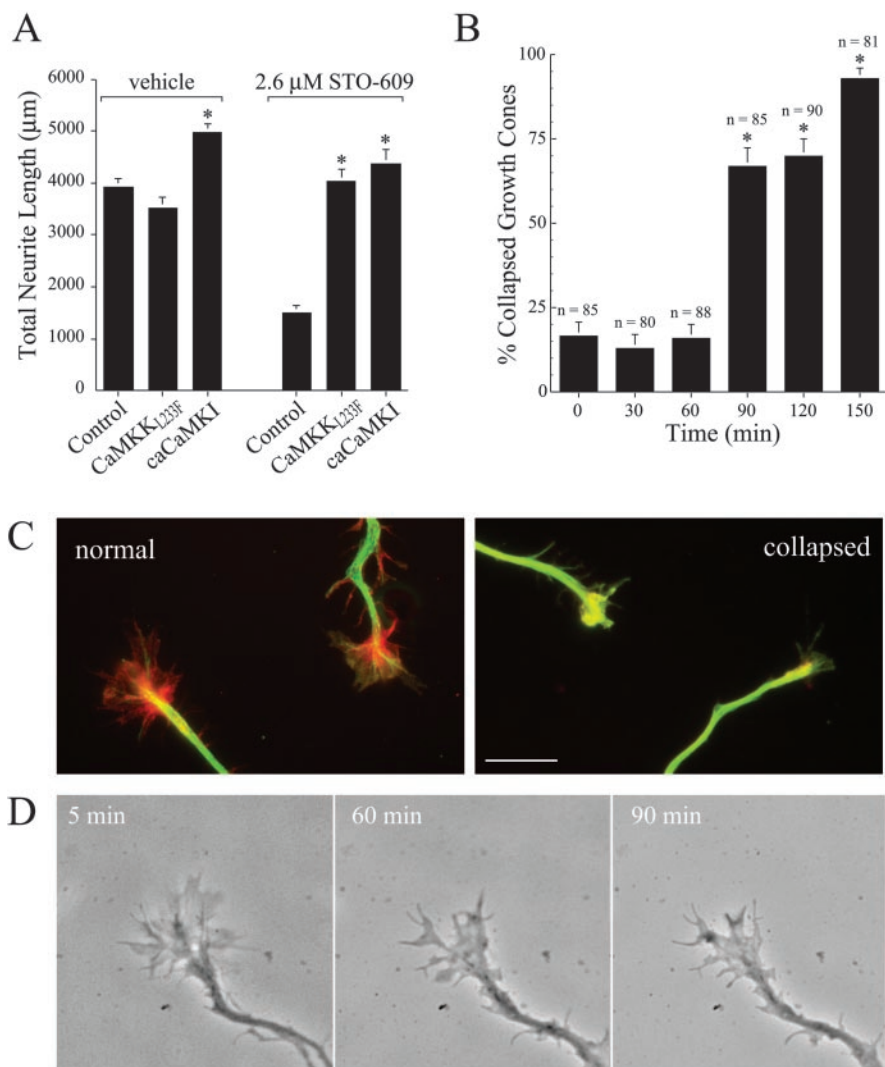 A
vehicle
2.6 μM STO-609
Total Neurite Length (μm)
6000
5000
4000
3000
2000
1000
0
*
*
*
Control
CaMKK_L233F
caCaMKI
Control
CaMKK_L233F
caCaMKI
B
% Collapsed Growth Cones
100
75
50
25
0
n = 85
n = 80
n = 88
n = 85
*
n = 90
*
n = 81
*
0 30 60 90 120 150
Time (min)
C
normal
collapsed
D
5 min
60 min
90 min